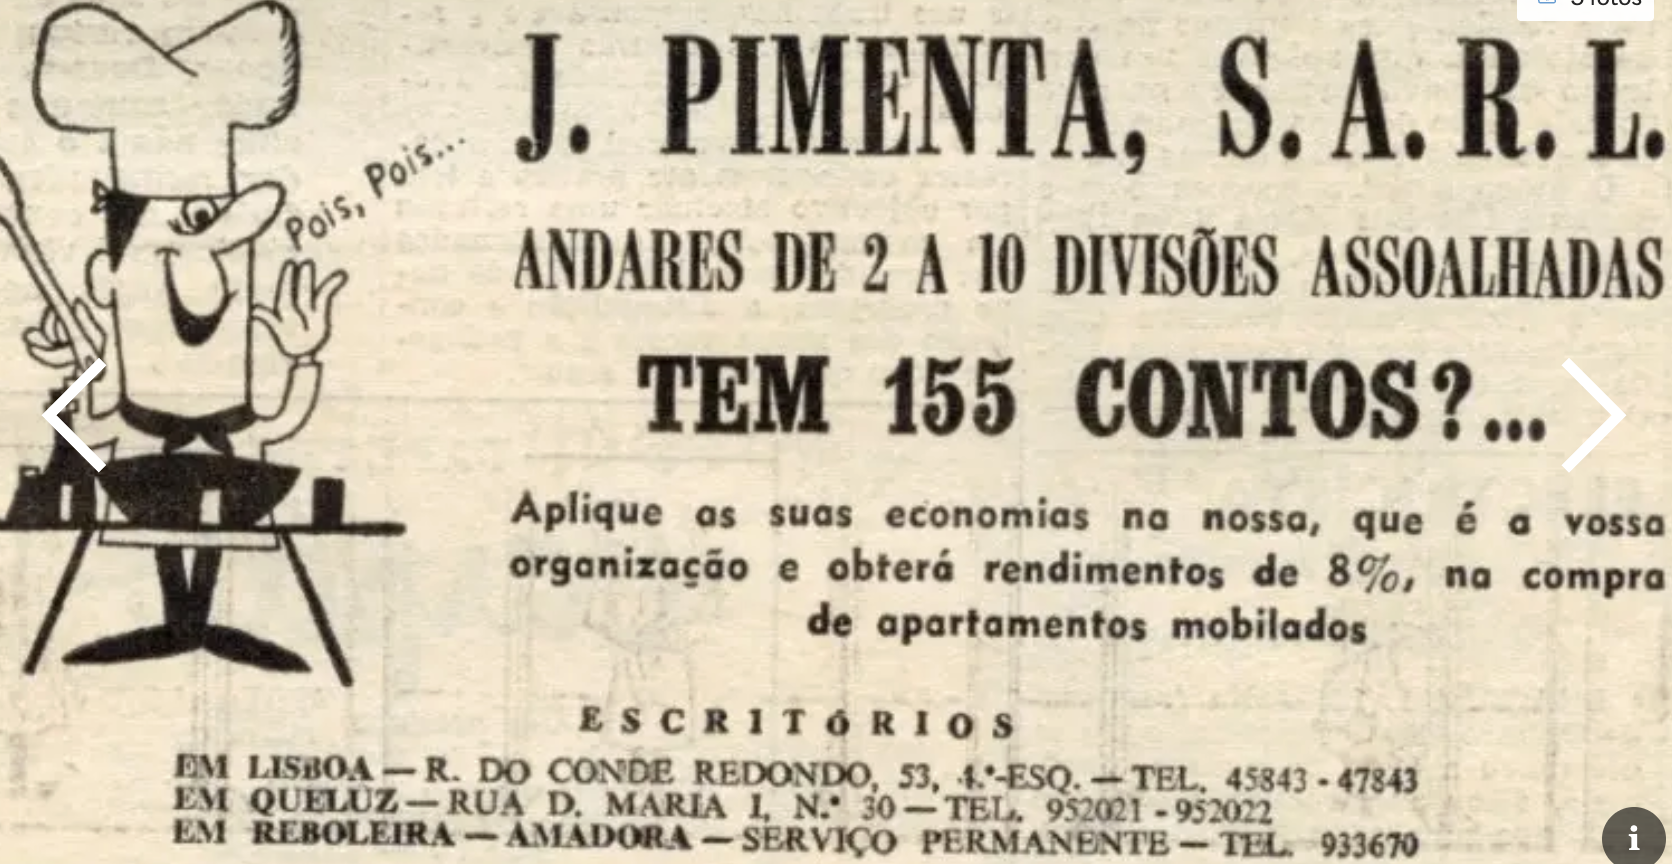 3 fotos
J. PIMENTA, S. A. R. L.
Pois, Pois...
ANDARES DE 2 A 10 DIVISÕES ASSOALHADAS
TEM 155 CONTOS?...
Aplique as suas economias na nossa, que é a vossa
organização e obterá rendimentos de 8%, na compra
de apartamentos mobilados
ESCRITóRIOS
EM LISBOA — R. DO CONDE REDONDO, 53, 4.º-ESQ. — TEL. 45843 - 47843
EM QUELUZ — RUA D. MARIA I, N.º 30 — TEL. 952021 - 952022
EM REBOLEIRA — AMADORA — SERVIÇO PERMANENTE — TEL. 933670
i